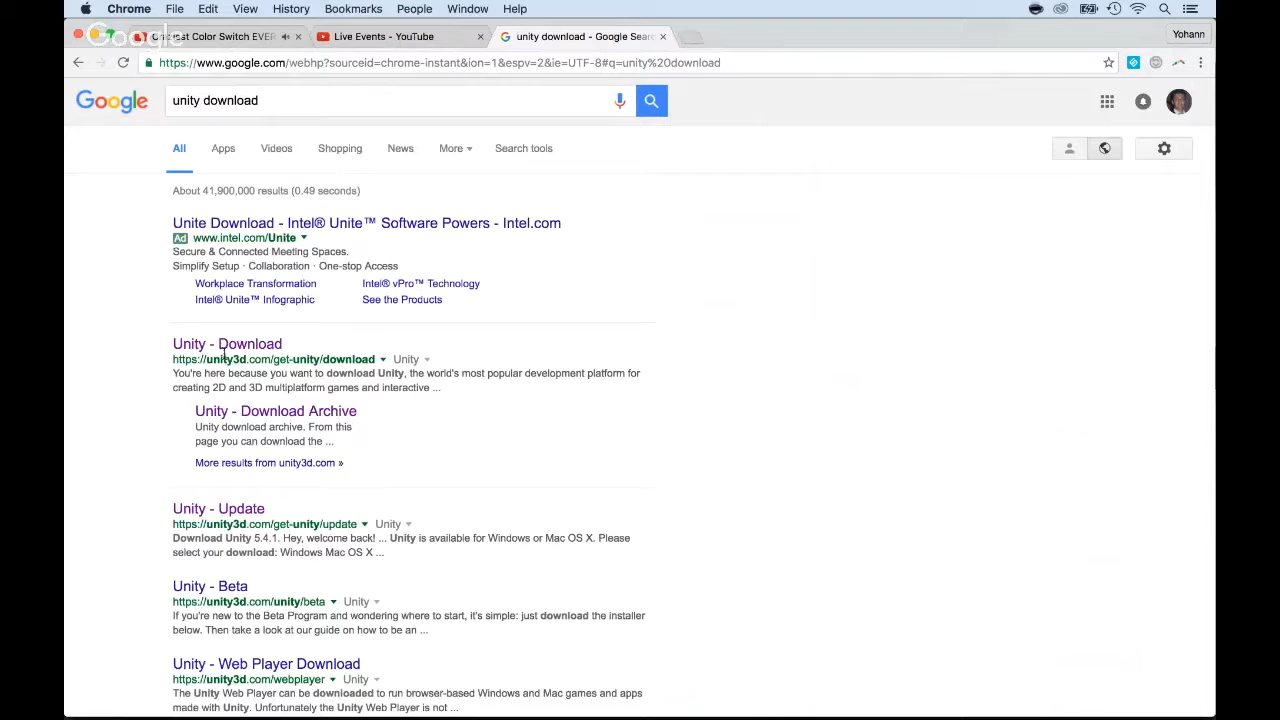 Chrome File Edit View History Bookmarks People Window Help
Google
Color Switch EVER
Live Events - YouTube
unity download - Google Sear
Yohann
https://www.google.com/webhp?sourceid=chrome-instant&ion=1&espv=2&ie=UTF-8#q=unity%20download
Google
unity download
All Apps Videos Shopping News More Search tools
About 41,900,000 results (0.49 seconds)
Unite Download - Intel® Unite™ Software Powers - Intel.com
Ad www.intel.com/Unite
Secure & Connected Meeting Spaces.
Simplify Setup · Collaboration · One-stop Access
Workplace Transformation Intel® vPro™ Technology
Intel® Unite™ Infographic See the Products
Unity - Download
https://unity3d.com/get-unity/download Unity
You're here because you want to download Unity, the world's most popular development platform for
creating 2D and 3D multiplatform games and interactive ...
Unity - Download Archive
Unity download archive. From this
page you can download the ...
More results from unity3d.com »
Unity - Update
https://unity3d.com/get-unity/update Unity
Download Unity 5.4.1. Hey, welcome back! ... Unity is available for Windows or Mac OS X. Please
select your download: Windows Mac OS X ...
Unity - Beta
https://unity3d.com/unity/beta Unity
If you're new to the Beta Program and wondering where to start, it's simple: just download the installer
below. Then take a look at our guide on how to be an ...
Unity - Web Player Download
https://unity3d.com/webplayer Unity
The Unity Web Player can be downloaded to run browser-based Windows and Mac games and apps
made with Unity. Unfortunately the Unity Web Player is not ...